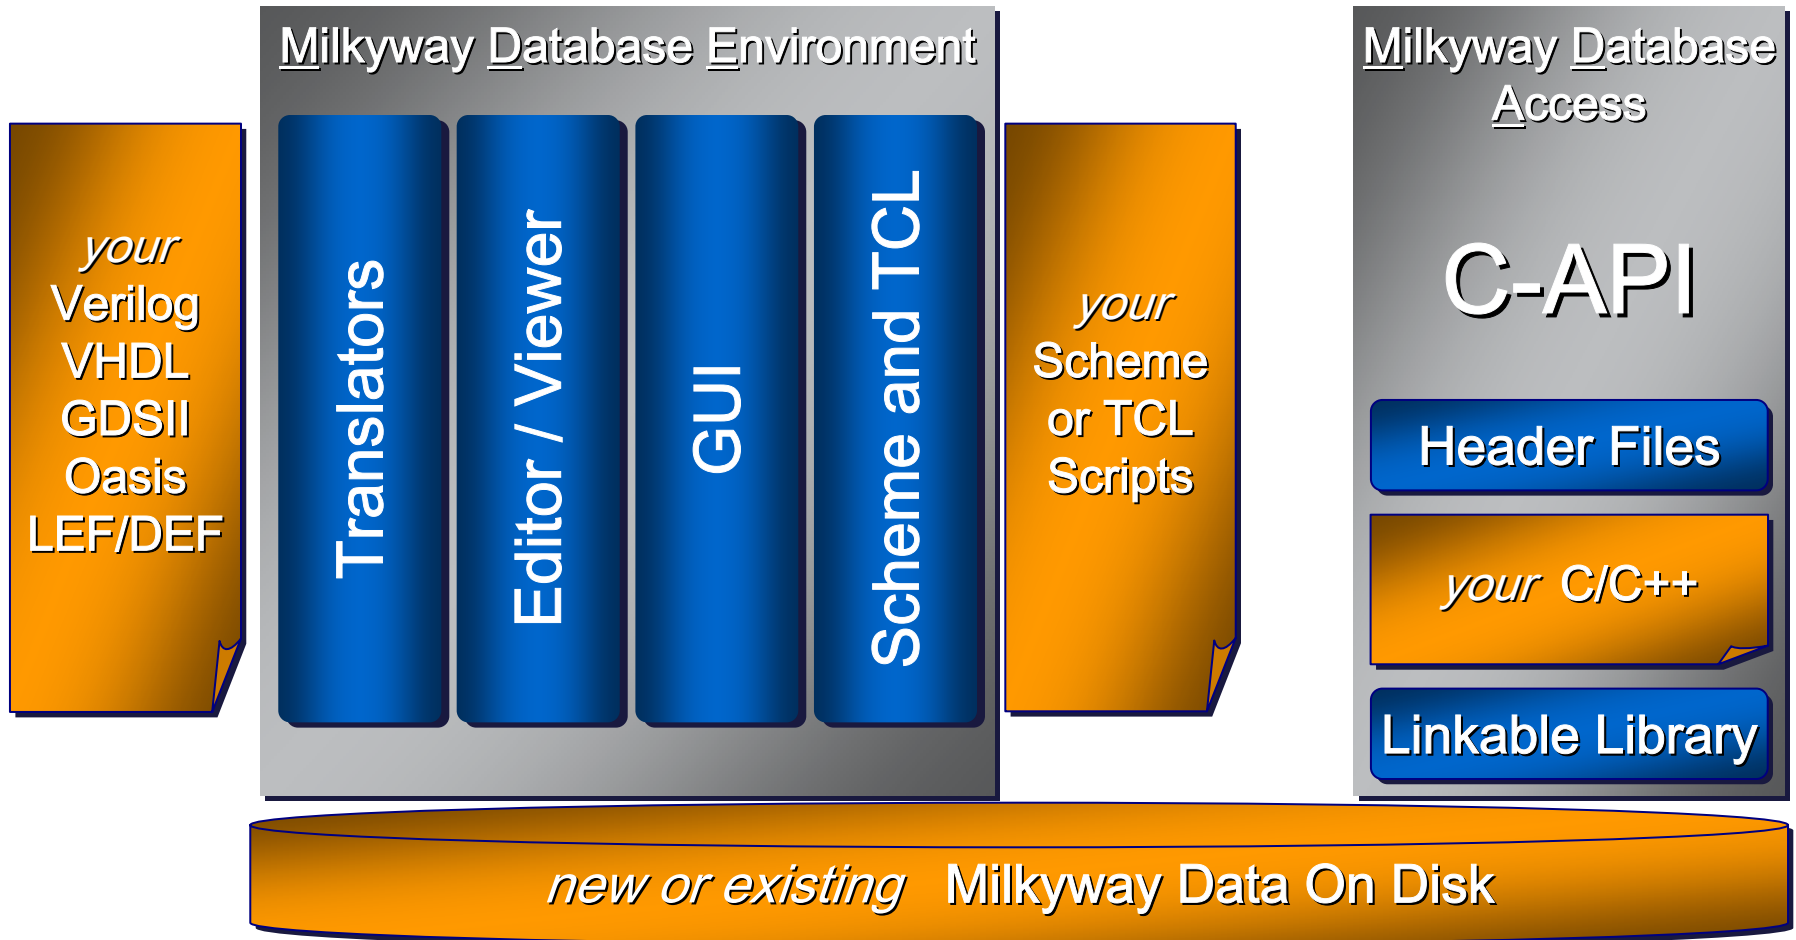 Milkyway Database Environment
your
Verilog
VHDL
GDSII
Oasis
LEF/DEF
Translators
Editor / Viewer
GUI
Scheme and TCL
your
Scheme
or TCL
Scripts
Milkyway Database
Access
C-API
Header Files
your C/C++
Linkable Library
new or existing Milkyway Data On Disk